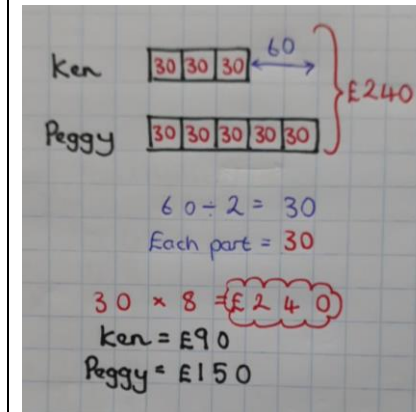 60
Ken 30 30 30
£240
Peggy 30 30 30 30 30
60 ÷ 2 = 30
Each part = 30
30 × 8 = £240
Ken = £90
Peggy = £150